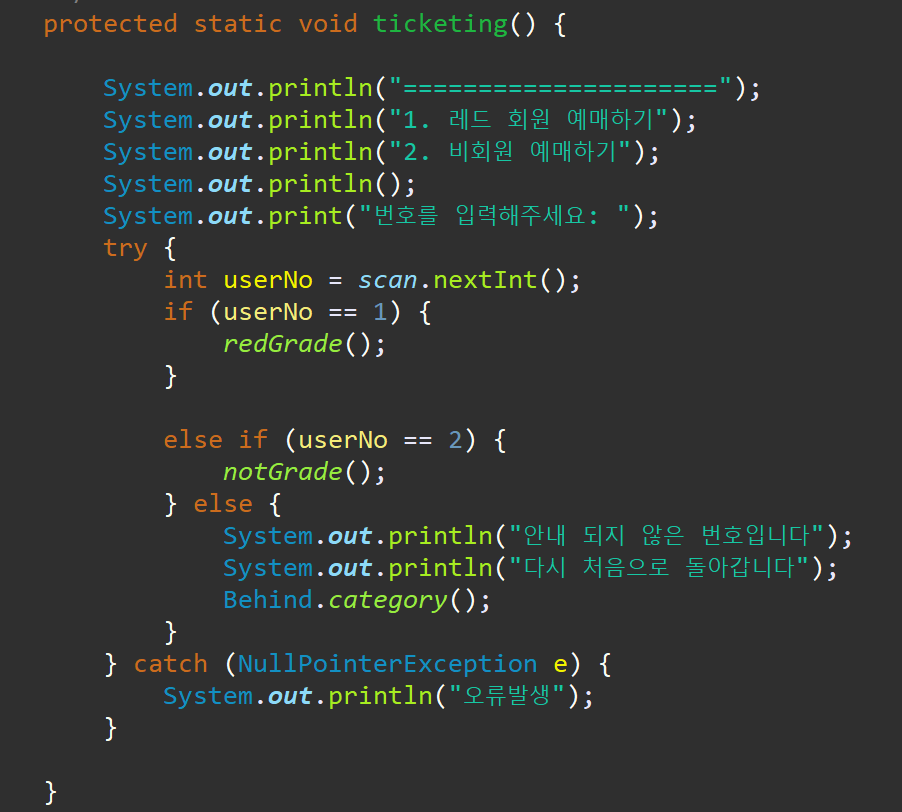 protected static void ticketing() {
System.out.println("=====================");
System.out.println("1. 레드 회원 예매하기");
System.out.println("2. 비회원 예매하기");
System.out.println();
System.out.print("번호를 입력해주세요: ");
try {
int userNo = scan.nextInt();
if (userNo == 1) {
redGrade();
}
else if (userNo == 2) {
notGrade();
} else {
System.out.println("안내 되지 않은 번호입니다");
System.out.println("다시 처음으로 돌아갑니다");
Behind.category();
}
} catch (NullPointerException e) {
System.out.println("오류발생");
}
}